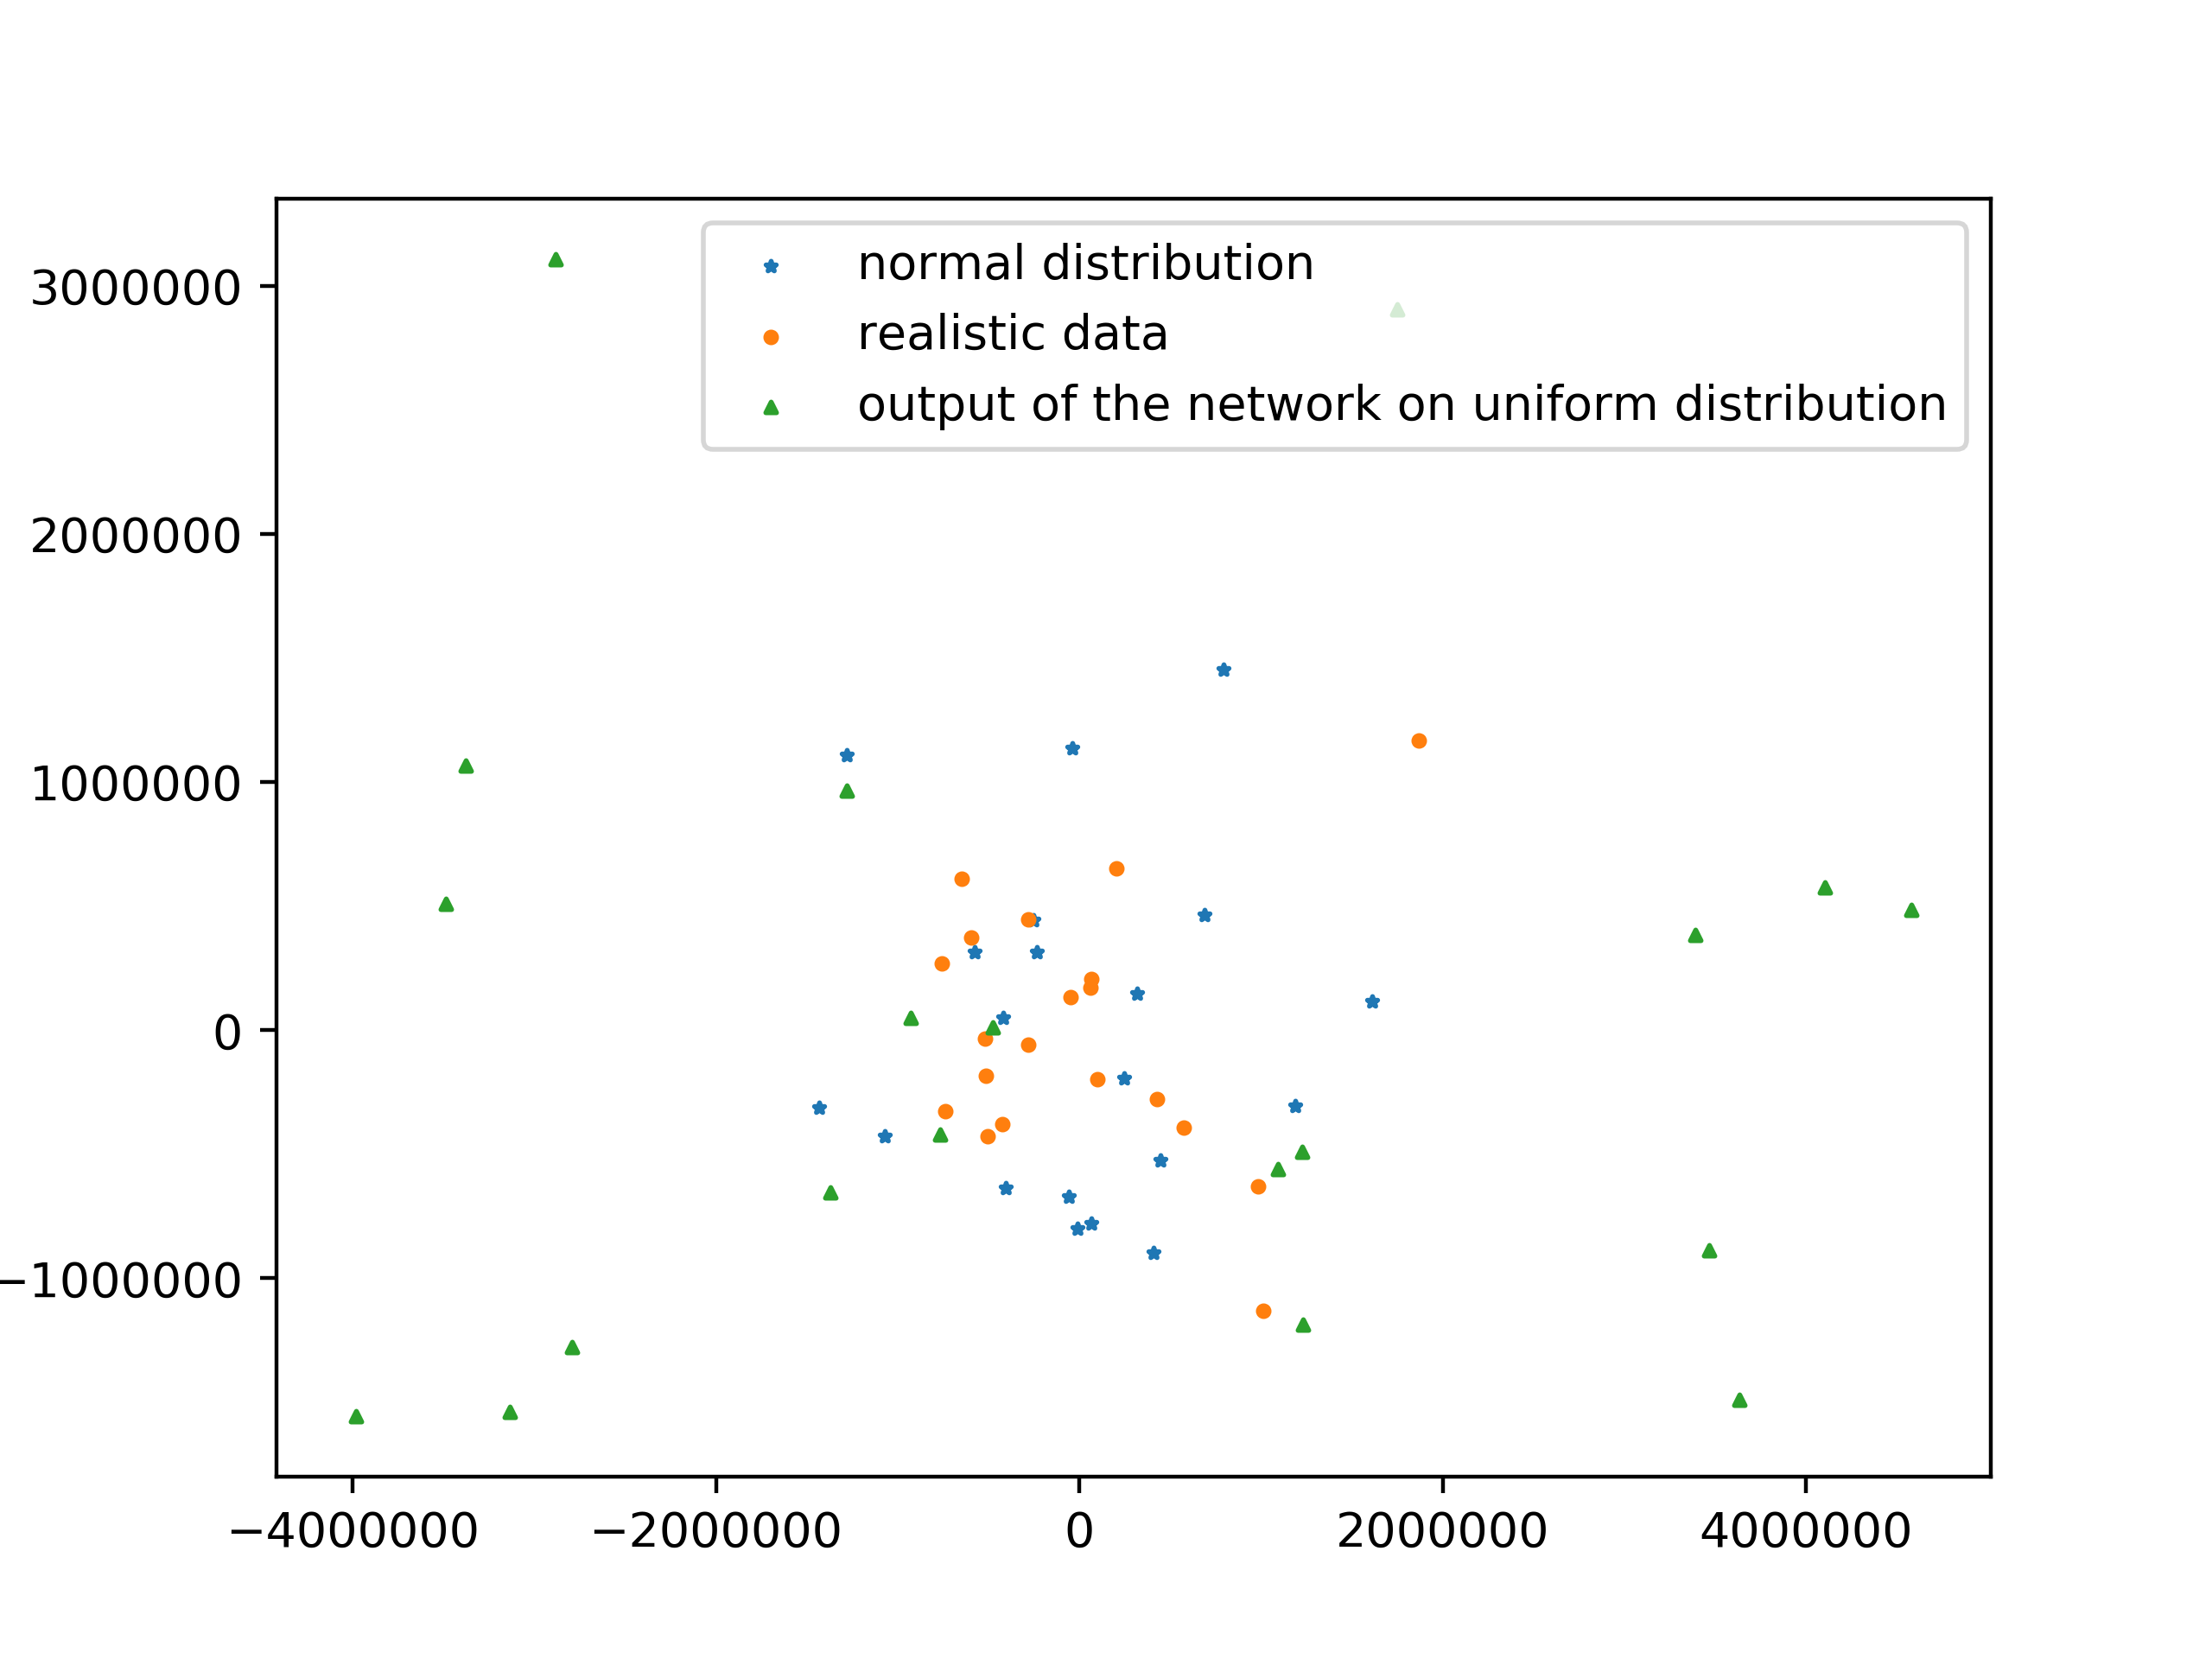 normal distribution
realistic data
output of the network on uniform distribution
3000000
2000000
1000000
0
−1000000
−4000000 −2000000 0 2000000 4000000